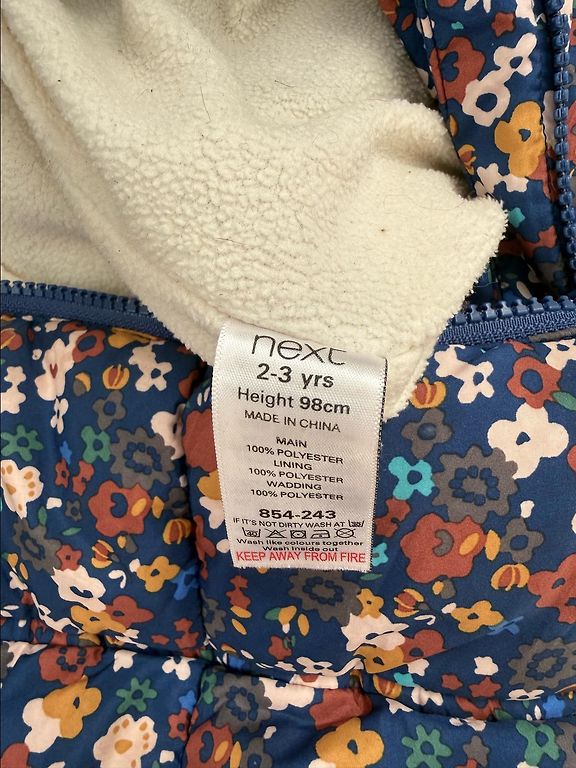 next
2-3 yrs
Height 98cm
MADE IN CHINA
MAIN
100% POLYESTER
LINING
100% POLYESTER
WADDING
100% POLYESTER
854-243
IF IT'S NOT DIRTY WASH AT
Wash like colours together
Wash inside out
KEEP AWAY FROM FIRE